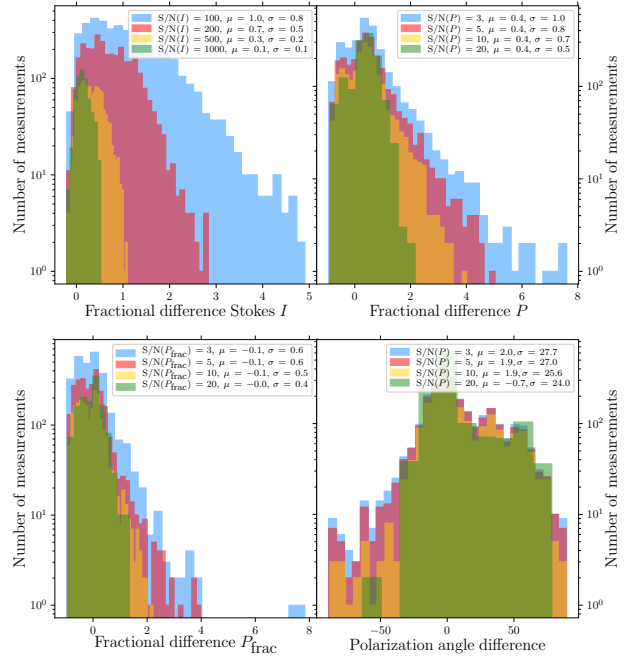 S/N(I) = 100, μ = 1.0, σ = 0.8
S/N(I) = 200, μ = 0.7, σ = 0.5
S/N(I) = 500, μ = 0.3, σ = 0.2
S/N(I) = 1000, μ = 0.1, σ = 0.1
Number of measurements
10²
10¹
10⁰
0 1 2 3 4 5
Fractional difference Stokes I
S/N(P) = 3, μ = 0.4, σ = 1.0
S/N(P) = 5, μ = 0.4, σ = 0.8
S/N(P) = 10, μ = 0.4, σ = 0.7
S/N(P) = 20, μ = 0.4, σ = 0.5
Number of measurements
10²
10¹
10⁰
0 2 4 6 8
Fractional difference P
S/N(P_frac) = 3, μ = −0.1, σ = 0.6
S/N(P_frac) = 5, μ = −0.1, σ = 0.6
S/N(P_frac) = 10, μ = −0.1, σ = 0.5
S/N(P_frac) = 20, μ = −0.0, σ = 0.4
Number of measurements
10²
10¹
10⁰
0 2 4 6 8
Fractional difference P_frac
S/N(P) = 3, μ = 2.0, σ = 27.7
S/N(P) = 5, μ = 1.9, σ = 27.0
S/N(P) = 10, μ = 1.9, σ = 25.6
S/N(P) = 20, μ = −0.7, σ = 24.0
Number of measurements
10²
10¹
10⁰
−50 0 50
Polarization angle difference